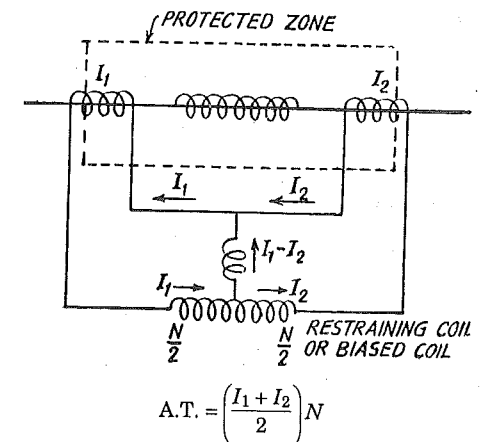 PROTECTED ZONE
I₁ I₂
I₁ I₂
I₁-I₂
I₁ I₂
N/2 N/2 RESTRAINING COIL
OR BIASED COIL
A.T. = ((I₁ + I₂)/2) N